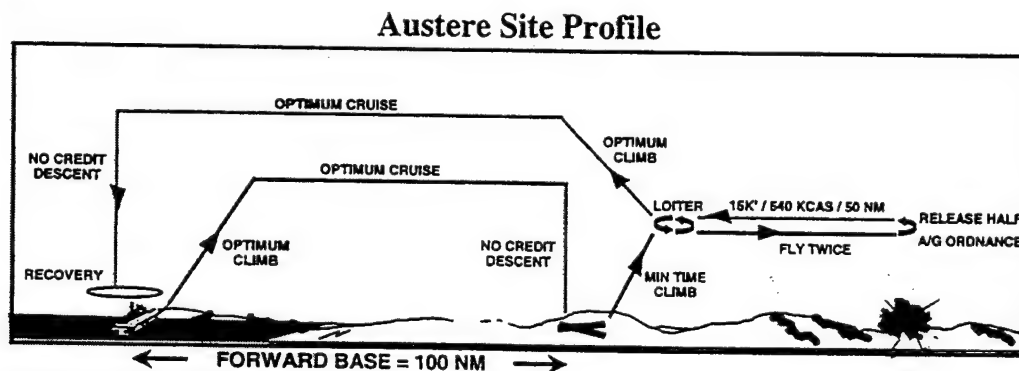 Austere Site Profile
OPTIMUM CRUISE
NO CREDIT
DESCENT
OPTIMUM CRUISE
OPTIMUM
CLIMB
LOITER
15K' / 540 KCAS / 50 NM
RELEASE HALF
A/G ORDNANCE
FLY TWICE
OPTIMUM
CLIMB
NO CREDIT
DESCENT
RECOVERY
MIN TIME
CLIMB
FORWARD BASE = 100 NM